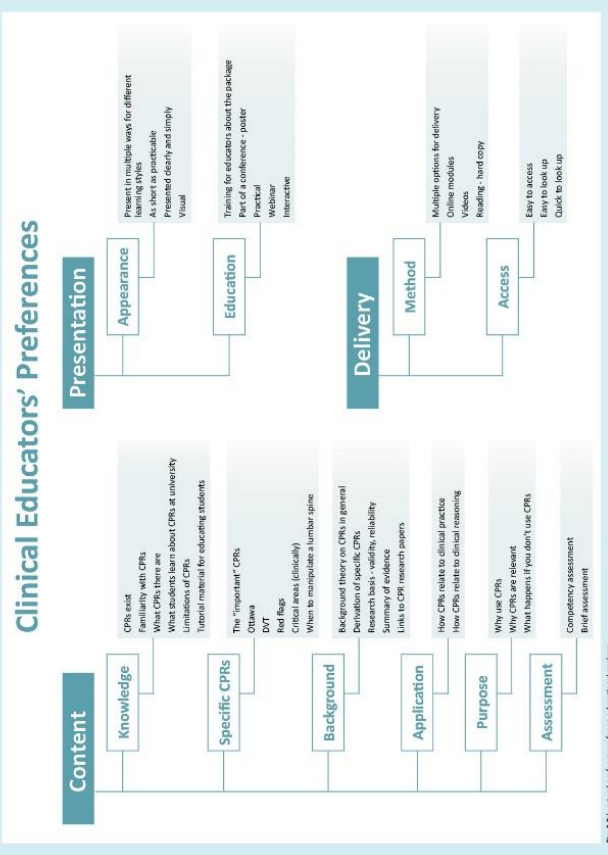 Clinical Educators' Preferences
Content
Knowledge
CPRs exist
Familiarity with CPRs
What CPRs there are
What students learn about CPRs at university
Limitations of CPRs
Tutorial material for educating students
Specific CPRs
The "important" CPRs
Ottawa
DVT
Red flags
Critical areas (clinically)
When to manipulate a lumbar spine
Background
Background theory on CPRs in general
Derivation of specific CPRs
Research basis - validity, reliability
Summary of evidence
Links to CPR research papers
Application
How CPRs relate to clinical practice
How CPRs relate to clinical reasoning
Purpose
Why use CPRs
Why CPRs are relevant
What happens if you don't use CPRs
Assessment
Competency assessment
Brief assessment
Presentation
Appearance
Present in multiple ways for different
learning styles
As short as practicable
Presented clearly and simply
Visual
Education
Training for educators about the package
Part of a conference - poster
Practical
Webinar
Interactive
Delivery
Method
Multiple options for delivery
Online modules
Videos
Reading - hard copy
Access
Easy to access
Easy to look up
Quick to look up